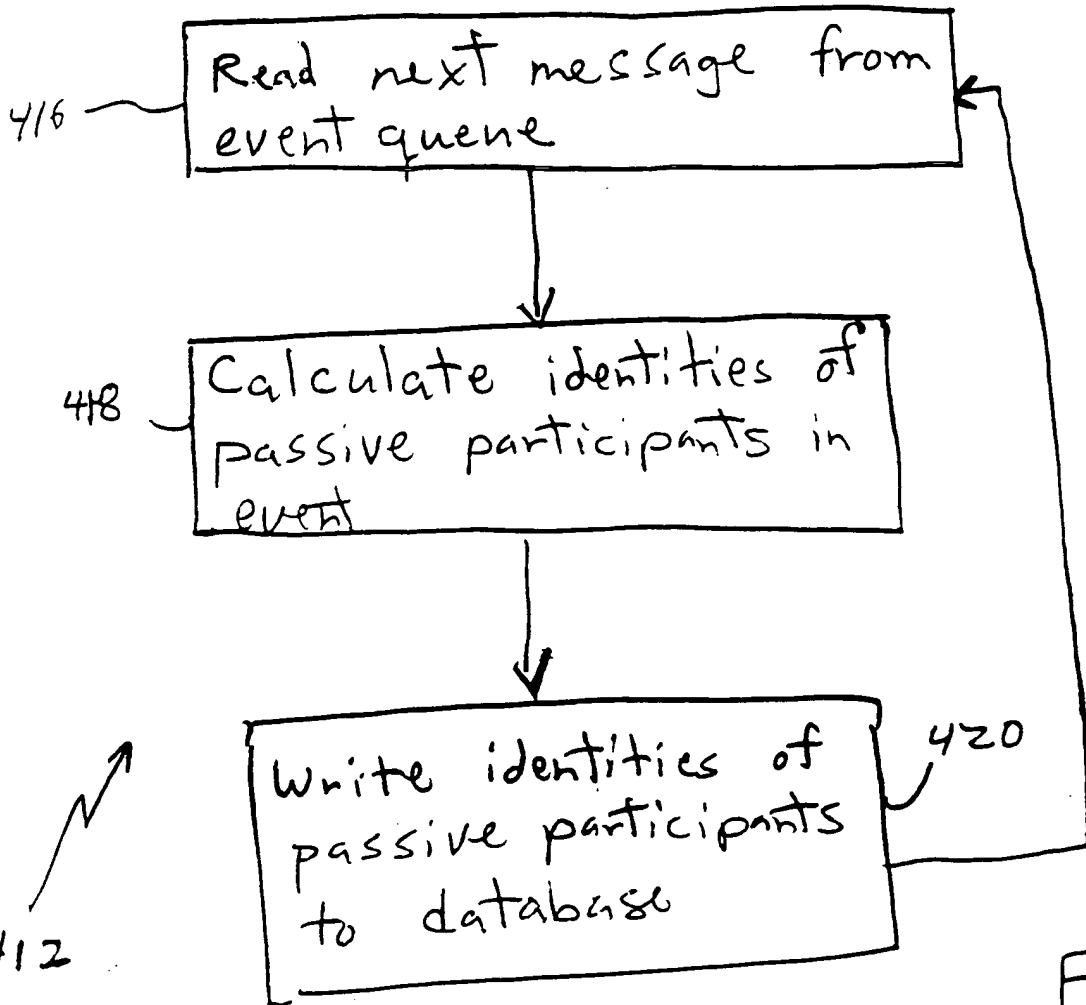 Read next message from
event queue
416
Calculate identities of
passive participants in
event
418
Write identities of
passive participants
to database
420
412